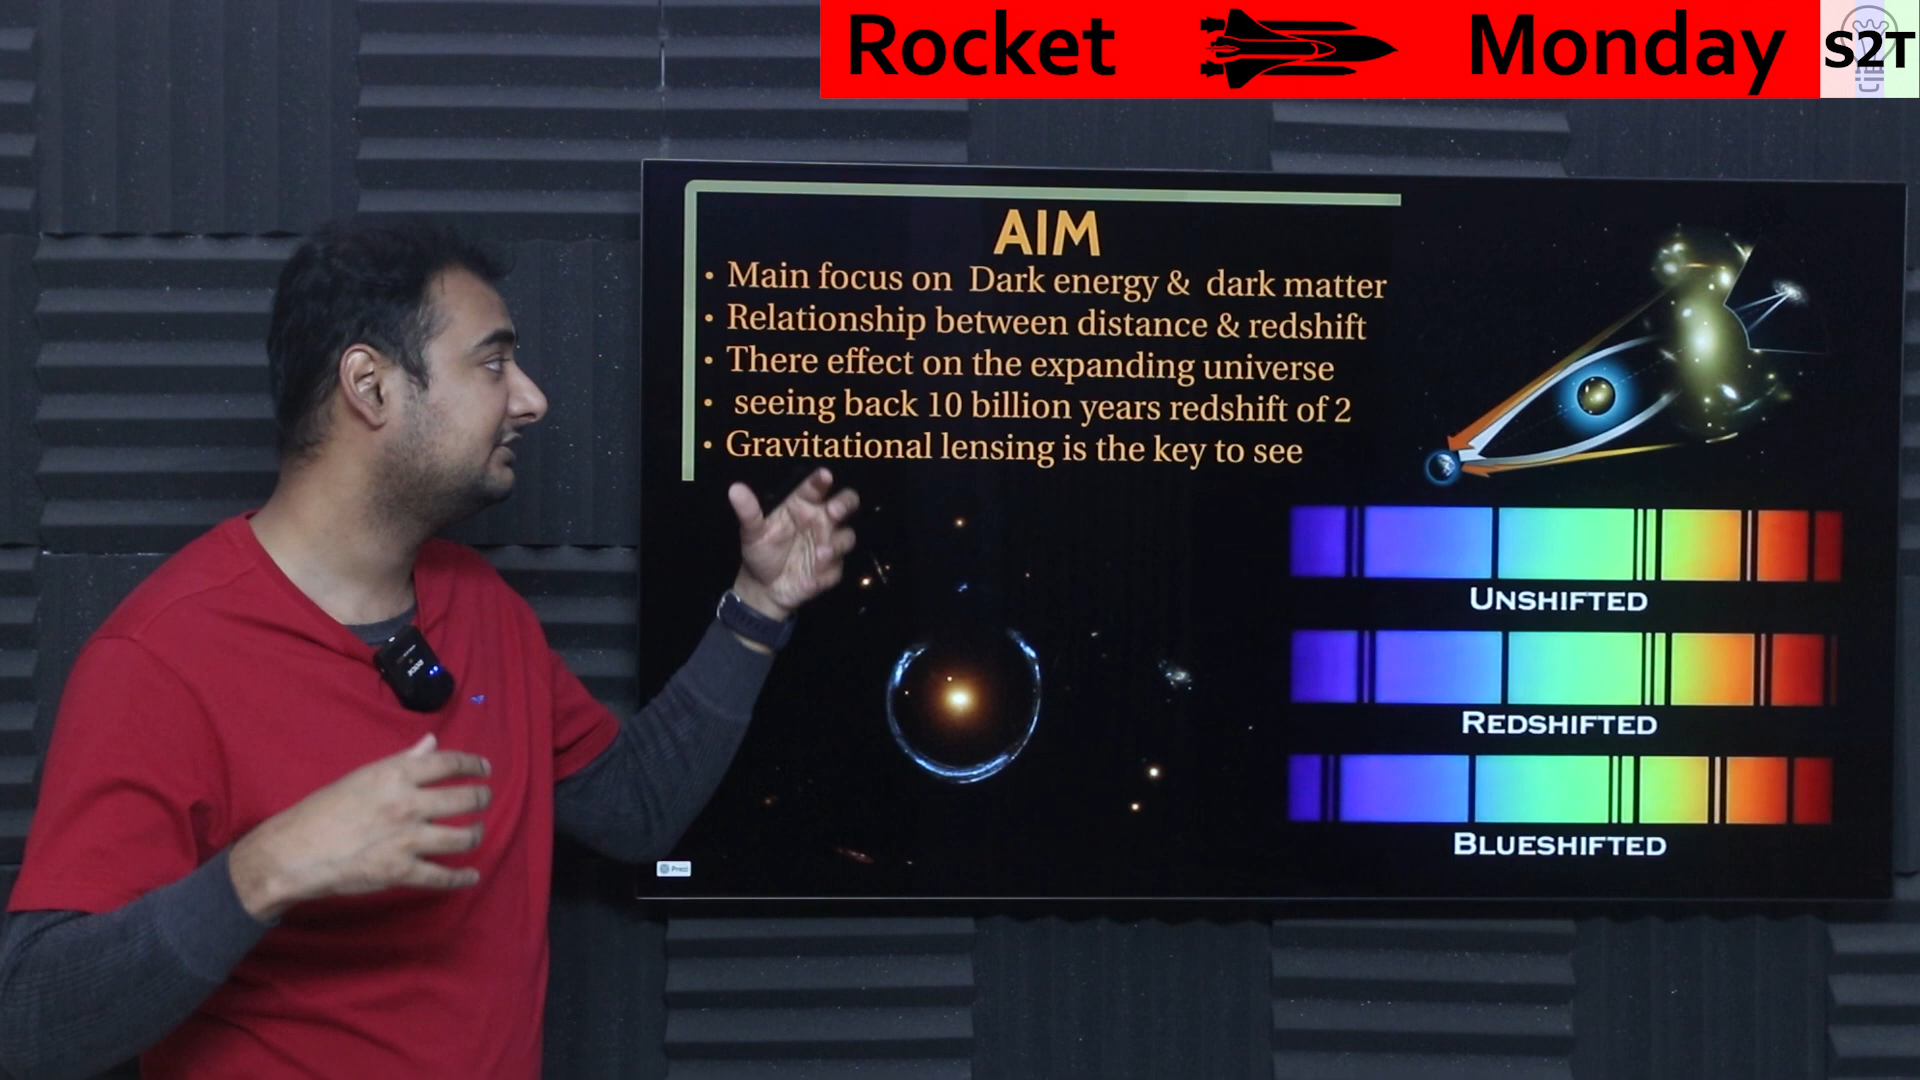 Rocket Monday S2T
AIM
• Main focus on Dark energy & dark matter
• Relationship between distance & redshift
• There effect on the expanding universe
• seeing back 10 billion years redshift of 2
• Gravitational lensing is the key to see
UNSHIFTED
REDSHIFTED
BLUESHIFTED
Prezi